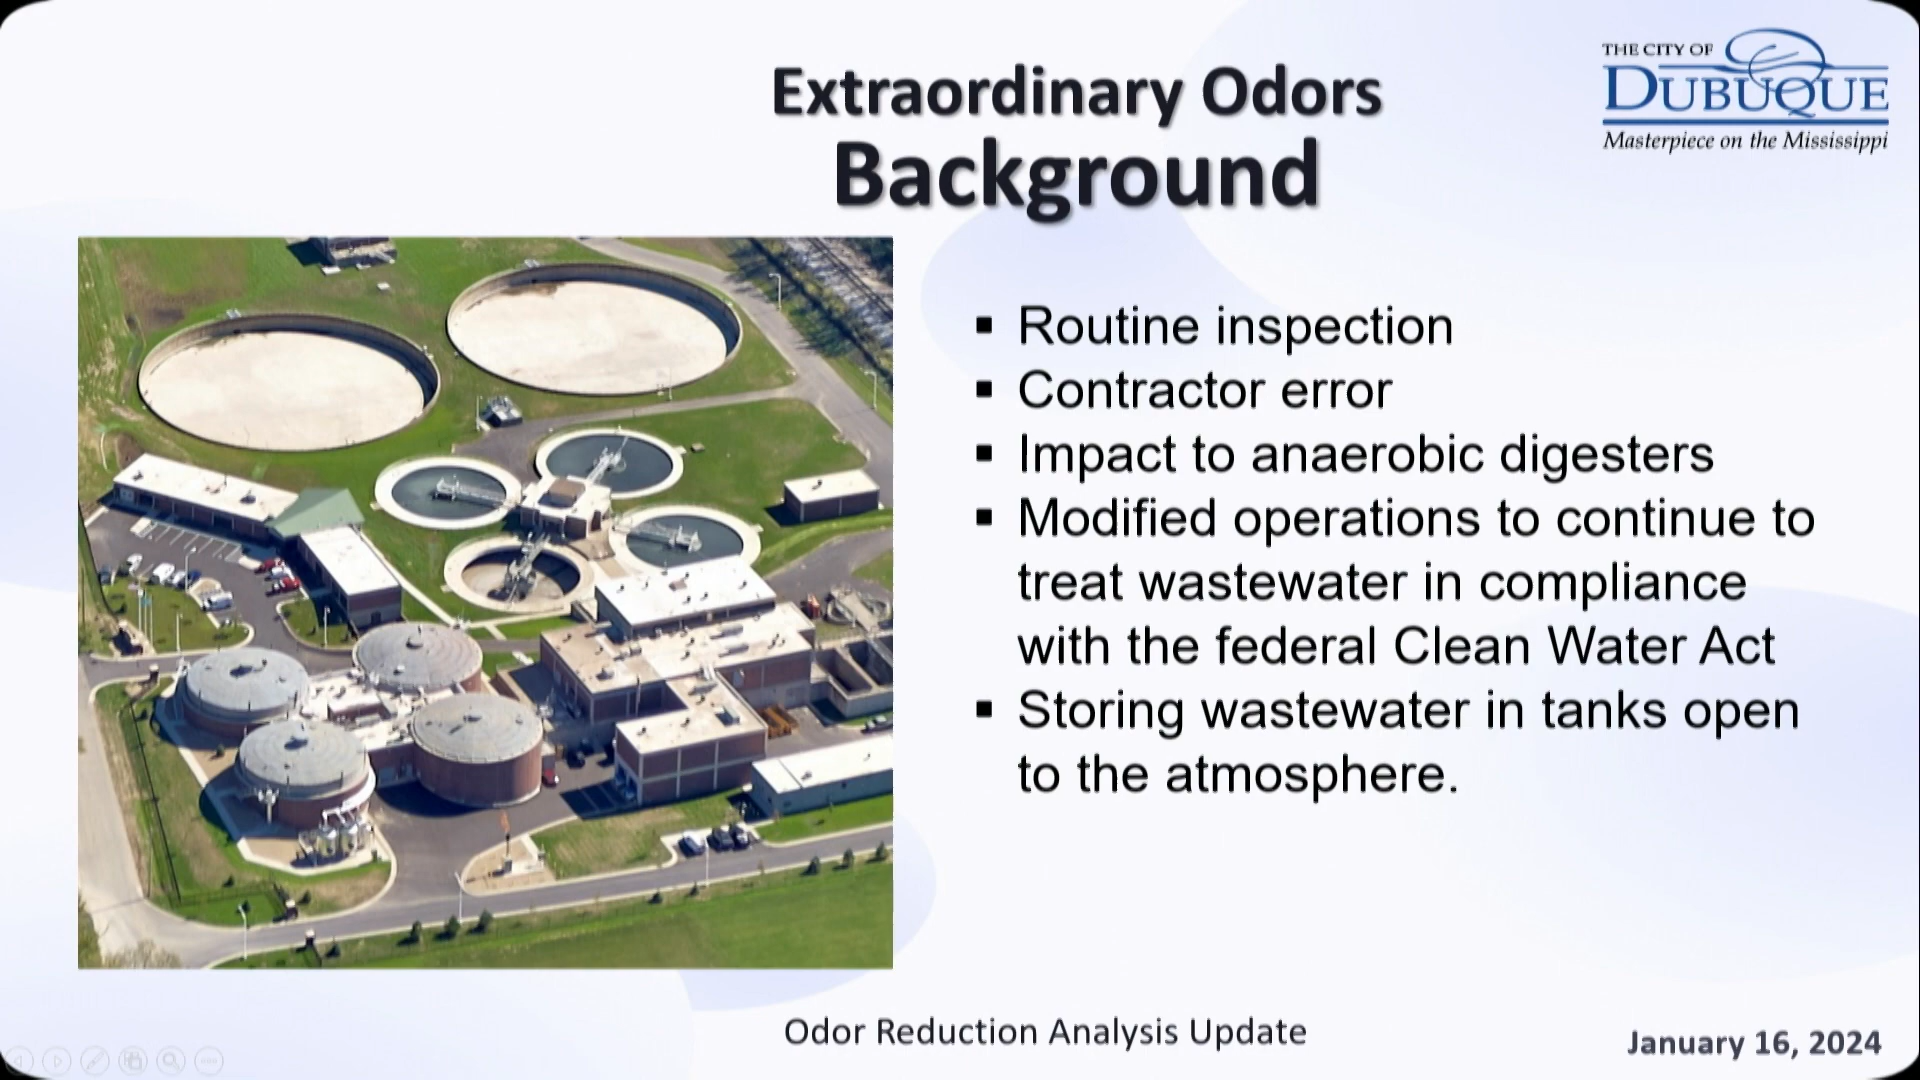 Extraordinary Odors
Background
THE CITY OF
DUBUQUE
Masterpiece on the Mississippi
▪ Routine inspection
▪ Contractor error
▪ Impact to anaerobic digesters
▪ Modified operations to continue to
treat wastewater in compliance
with the federal Clean Water Act
▪ Storing wastewater in tanks open
to the atmosphere.
Odor Reduction Analysis Update
January 16, 2024